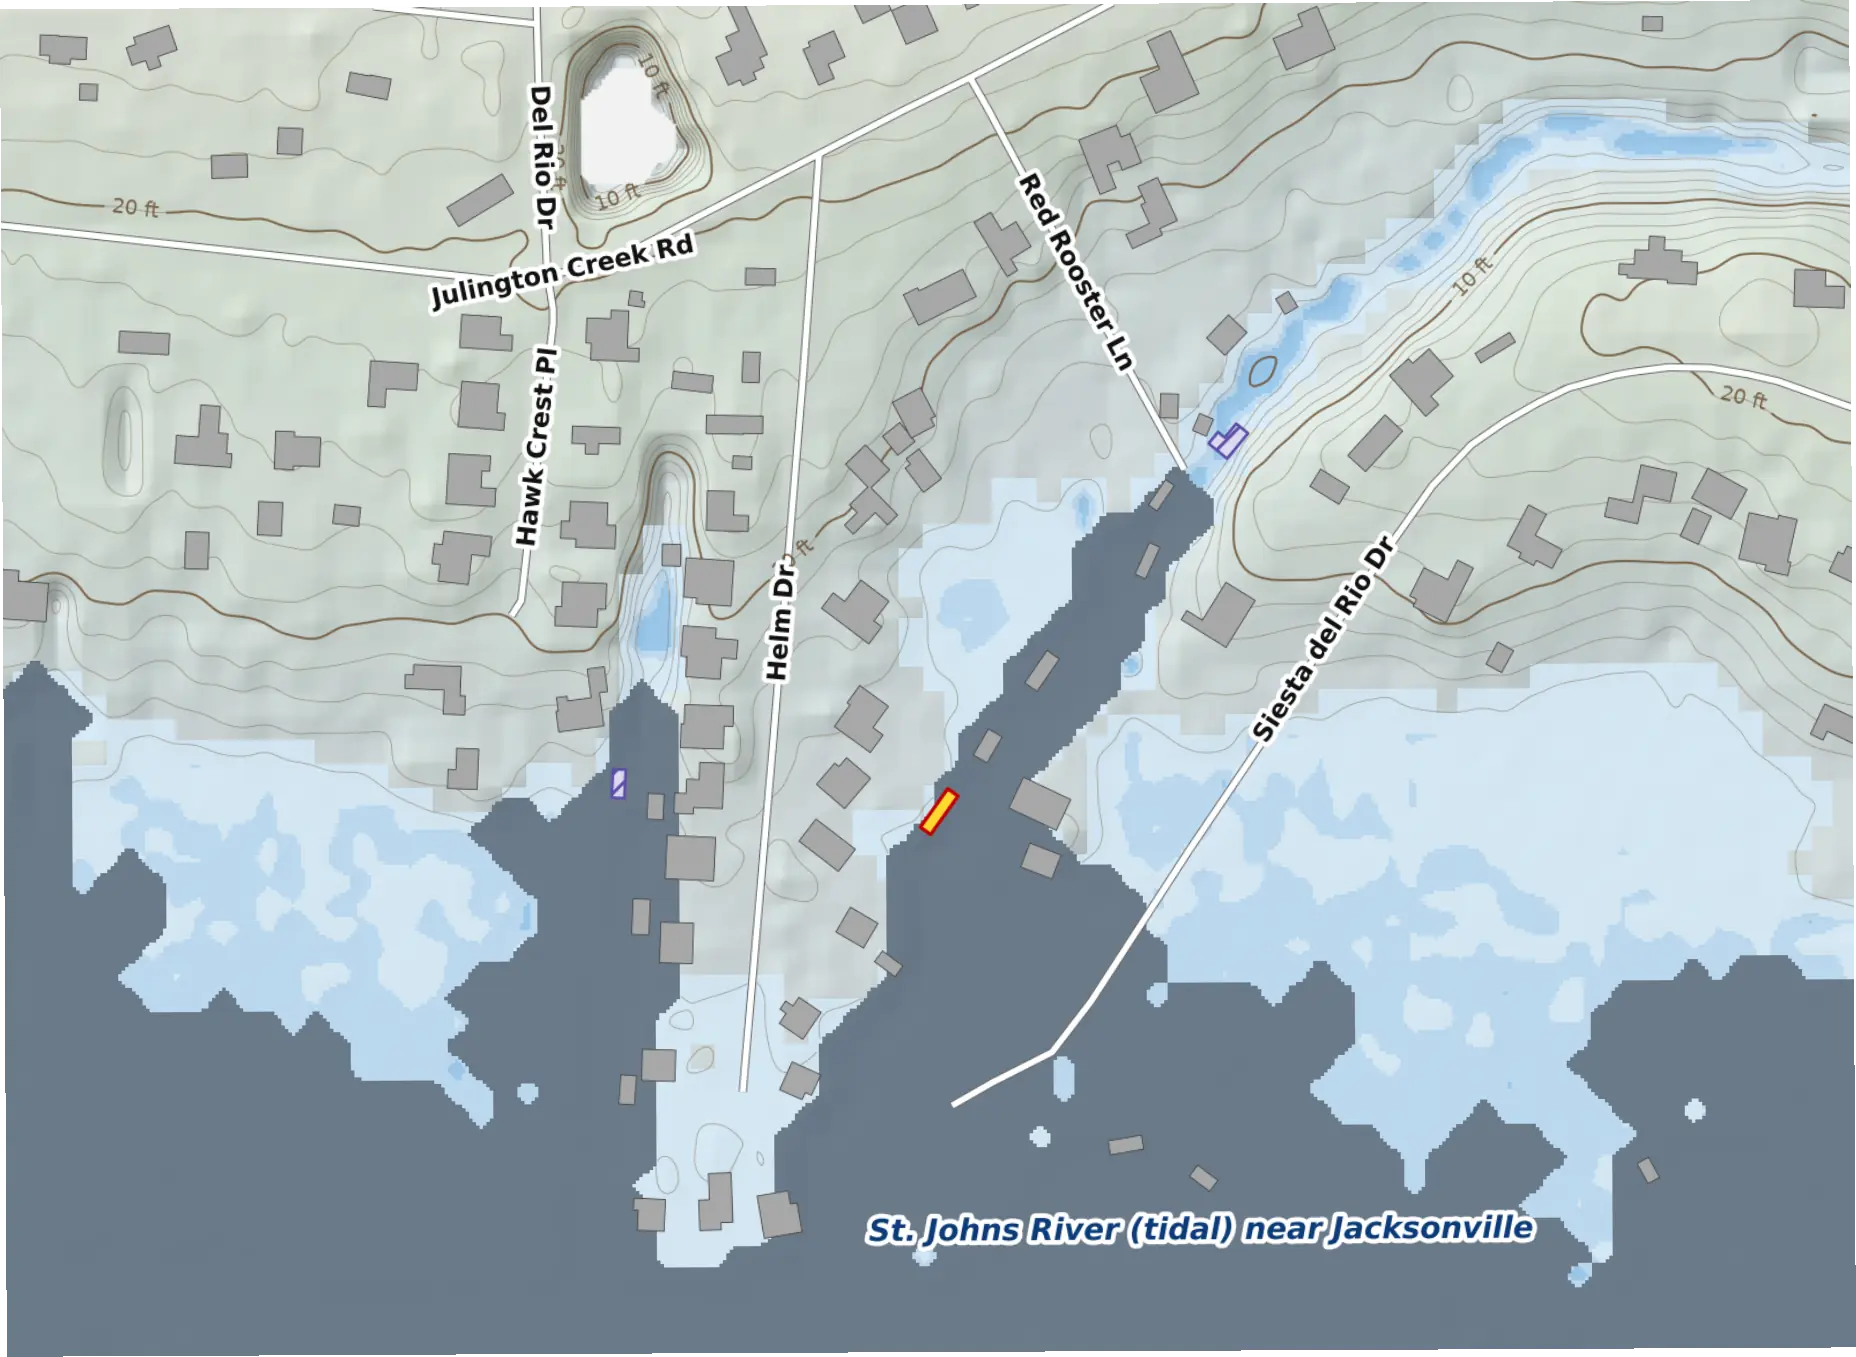 10 ft
Del Rio Dr
10 ft
20 ft
Red Rooster Ln
Julington Creek Rd
10 ft
Hawk Crest Pl
20 ft
ft
Helm Dr
Siesta del Rio Dr
St. Johns River (tidal) near Jacksonville